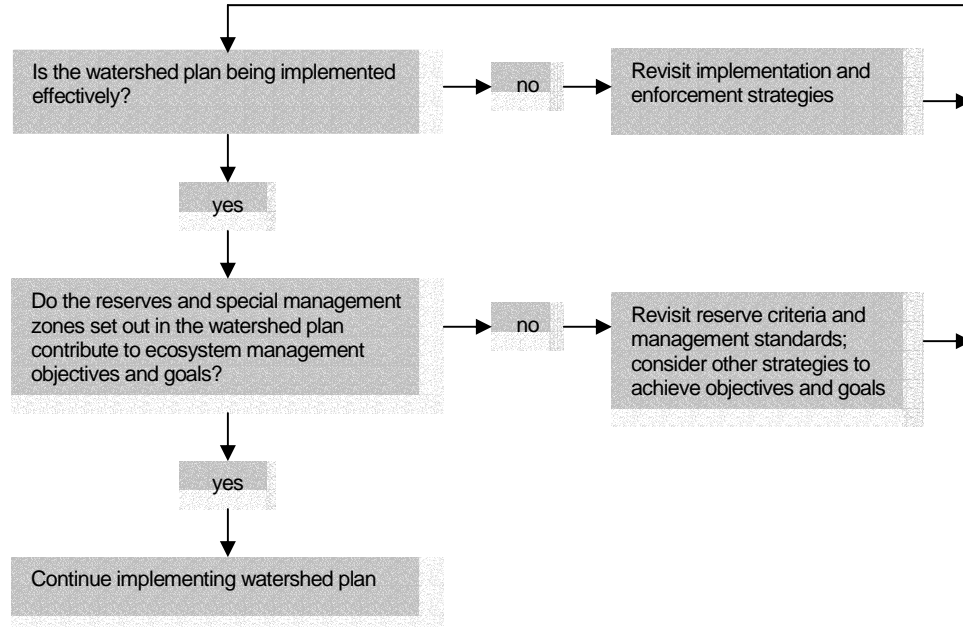 Is the watershed plan being implemented
effectively?
no
Revisit implementation and
enforcement strategies
yes
Do the reserves and special management
zones set out in the watershed plan
contribute to ecosystem management
objectives and goals?
no
Revisit reserve criteria and
management standards;
consider other strategies to
achieve objectives and goals
yes
Continue implementing watershed plan